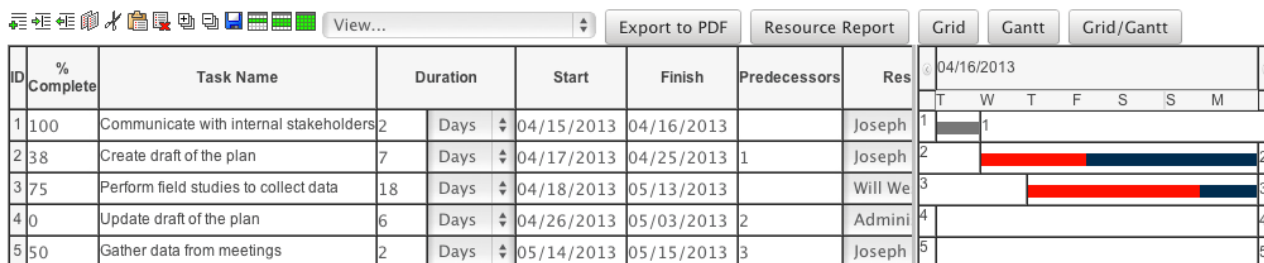 View... Export to PDF Resource Report Grid Gantt Grid/Gantt
ID % Complete Task Name Duration Start Finish Predecessors Res 04/16/2013
T W T F S S M
1 100 Communicate with internal stakeholders 2 Days 04/15/2013 04/16/2013 Joseph 1 1
2 38 Create draft of the plan 7 Days 04/17/2013 04/25/2013 1 Joseph 2 2
3 75 Perform field studies to collect data 18 Days 04/18/2013 05/13/2013 Will We 3 3
4 0 Update draft of the plan 6 Days 04/26/2013 05/03/2013 2 Admini 4 4
5 50 Gather data from meetings 2 Days 05/14/2013 05/15/2013 3 Joseph 5 5